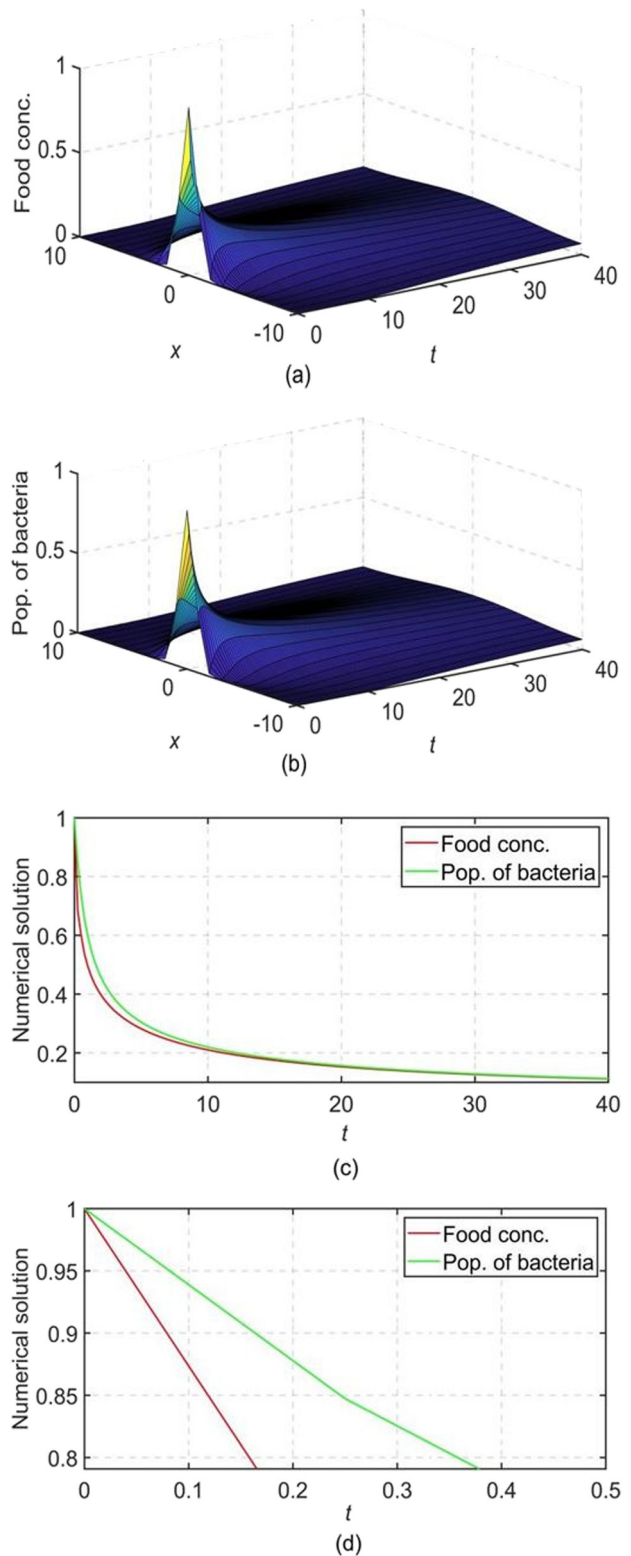 1
Food conc.
0.5
0
10
0
-10
0
10
20
30
40
x
t
(a)
1
Pop. of bacteria
0.5
0
10
0
-10
0
10
20
30
40
x
t
(b)
1
Food conc.
Pop. of bacteria
0.8
Numerical solution
0.6
0.4
0.2
0 10 20 30 40
t
(c)
1
Food conc.
Pop. of bacteria
0.95
Numerical solution
0.9
0.85
0.8
0 0.1 0.2 0.3 0.4 0.5
t
(d)